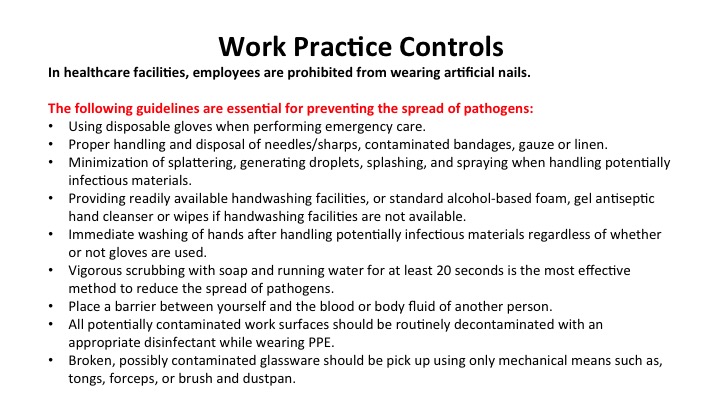 Work Practice Controls
In healthcare facilities, employees are prohibited from wearing artificial nails.
The following guidelines are essential for preventing the spread of pathogens:
• Using disposable gloves when performing emergency care.
• Proper handling and disposal of needles/sharps, contaminated bandages, gauze or linen.
• Minimization of splattering, generating droplets, splashing, and spraying when handling potentially
infectious materials.
• Providing readily available handwashing facilities, or standard alcohol-based foam, gel antiseptic
hand cleanser or wipes if handwashing facilities are not available.
• Immediate washing of hands after handling potentially infectious materials regardless of whether
or not gloves are used.
• Vigorous scrubbing with soap and running water for at least 20 seconds is the most effective
method to reduce the spread of pathogens.
• Place a barrier between yourself and the blood or body fluid of another person.
• All potentially contaminated work surfaces should be routinely decontaminated with an
appropriate disinfectant while wearing PPE.
• Broken, possibly contaminated glassware should be pick up using only mechanical means such as,
tongs, forceps, or brush and dustpan.